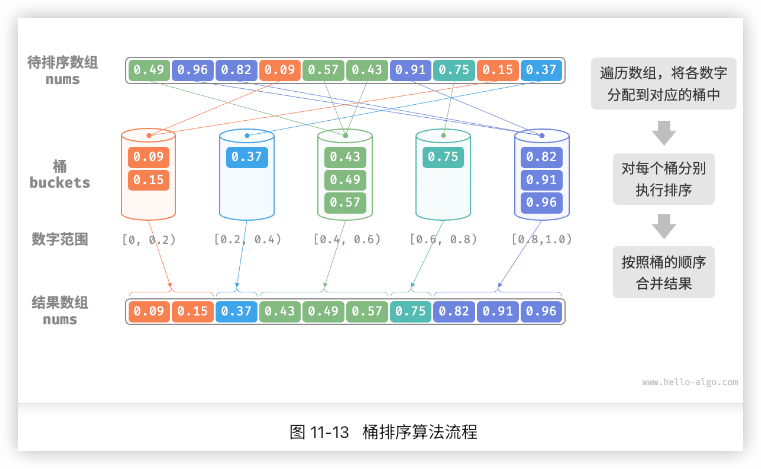 待排序数组
nums
0.49 0.96 0.82 0.09 0.57 0.43 0.91 0.75 0.15 0.37
遍历数组，将各数字
分配到对应的桶中
桶
buckets
0.09
0.15
0.37
0.43
0.49
0.57
0.75
0.82
0.91
0.96
对每个桶分别
执行排序
数字范围
[0, 0.2)
[0.2, 0.4)
[0.4, 0.6)
[0.6, 0.8)
[0.8,1.0)
按照桶的顺序
合并结果
结果数组
nums
0.09 0.15 0.37 0.43 0.49 0.57 0.75 0.82 0.91 0.96
www.hello-algo.com
图 11-13 桶排序算法流程